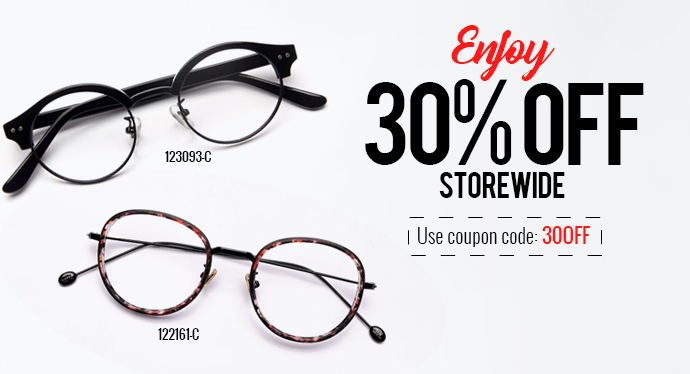 Enjoy
30% OFF
STOREWIDE
Use coupon code: 30OFF
123093-C
122161-C